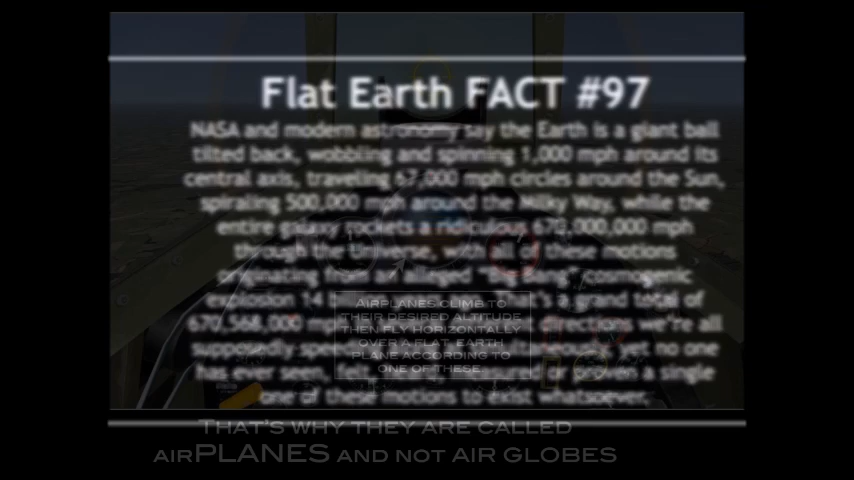 Flat Earth FACT #97
NASA and modern astronomy say the Earth is a giant ball
tilted back, wobbling and spinning 1,000 mph around its
central axis, traveling 67,000 mph circles around the Sun,
spiraling 500,000 mph around the Milky Way, while the
entire galaxy rockets a ridiculous 670,000,000 mph
through the Universe, with all of these motions
originating from an alleged "Big Bang" cosmogenic
explosion 14 That's a grand total of
670,568,000 mph directions we're all
supposedly yet no one
has ever seen, felt, or proven a single
one of these motions to exist whatsoever.
Airplanes climb to
their desired altitude
then fly horizontally
over a flat earth
plane according to
one of these.
That's why they are called
airPLANES and not air globes